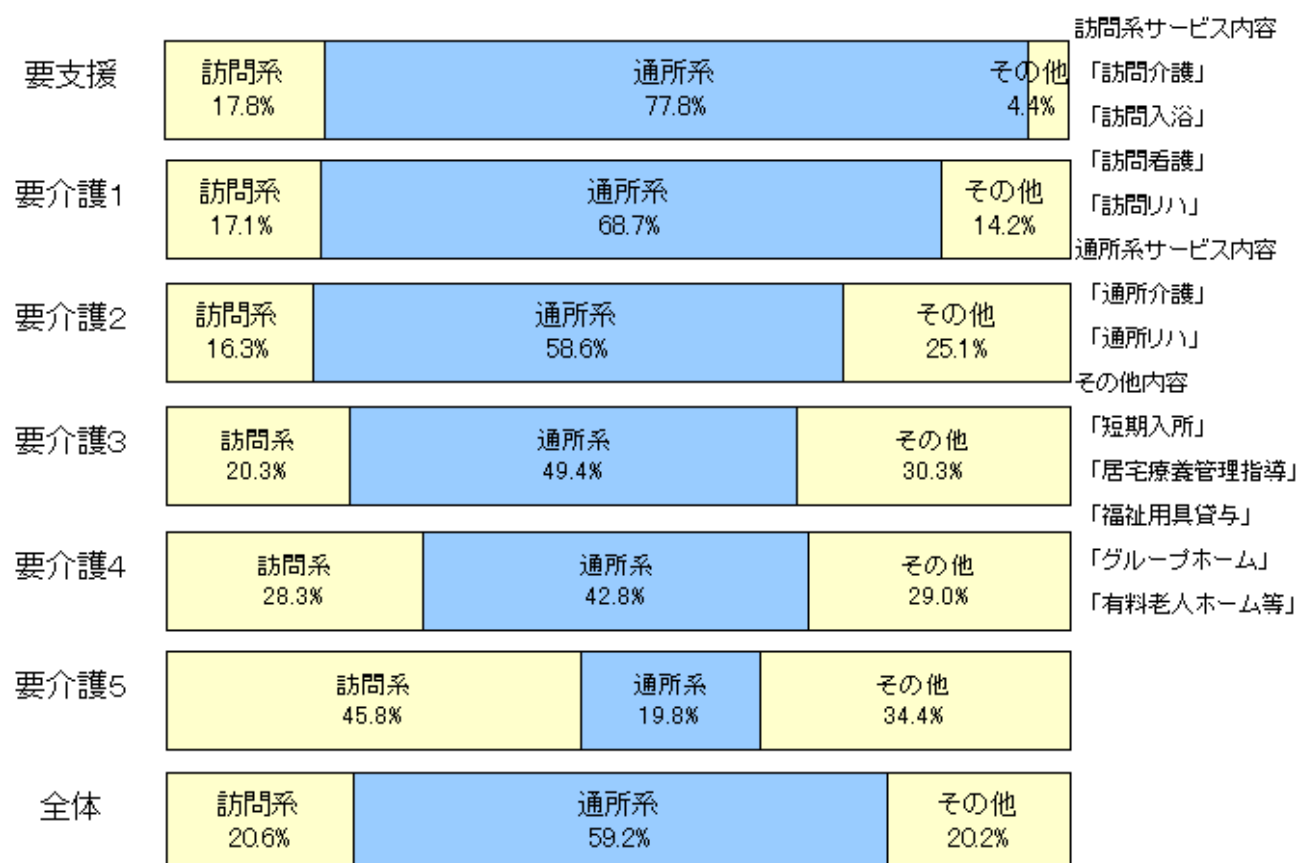 要支援
訪問系
17.8%
通所系
77.8%
その他
4.4%
要介護1
訪問系
17.1%
通所系
68.7%
その他
14.2%
要介護2
訪問系
16.3%
通所系
58.6%
その他
25.1%
要介護3
訪問系
20.3%
通所系
49.4%
その他
30.3%
要介護4
訪問系
28.3%
通所系
42.8%
その他
29.0%
要介護5
訪問系
45.8%
通所系
19.8%
その他
34.4%
全体
訪問系
20.6%
通所系
59.2%
その他
20.2%
訪問系サービス内容
「訪問介護」
「訪問入浴」
「訪問看護」
「訪問リハ」
通所系サービス内容
「通所介護」
「通所リハ」
その他内容
「短期入所」
「居宅療養管理指導」
「福祉用具貸与」
「グループホーム」
「有料老人ホーム等」